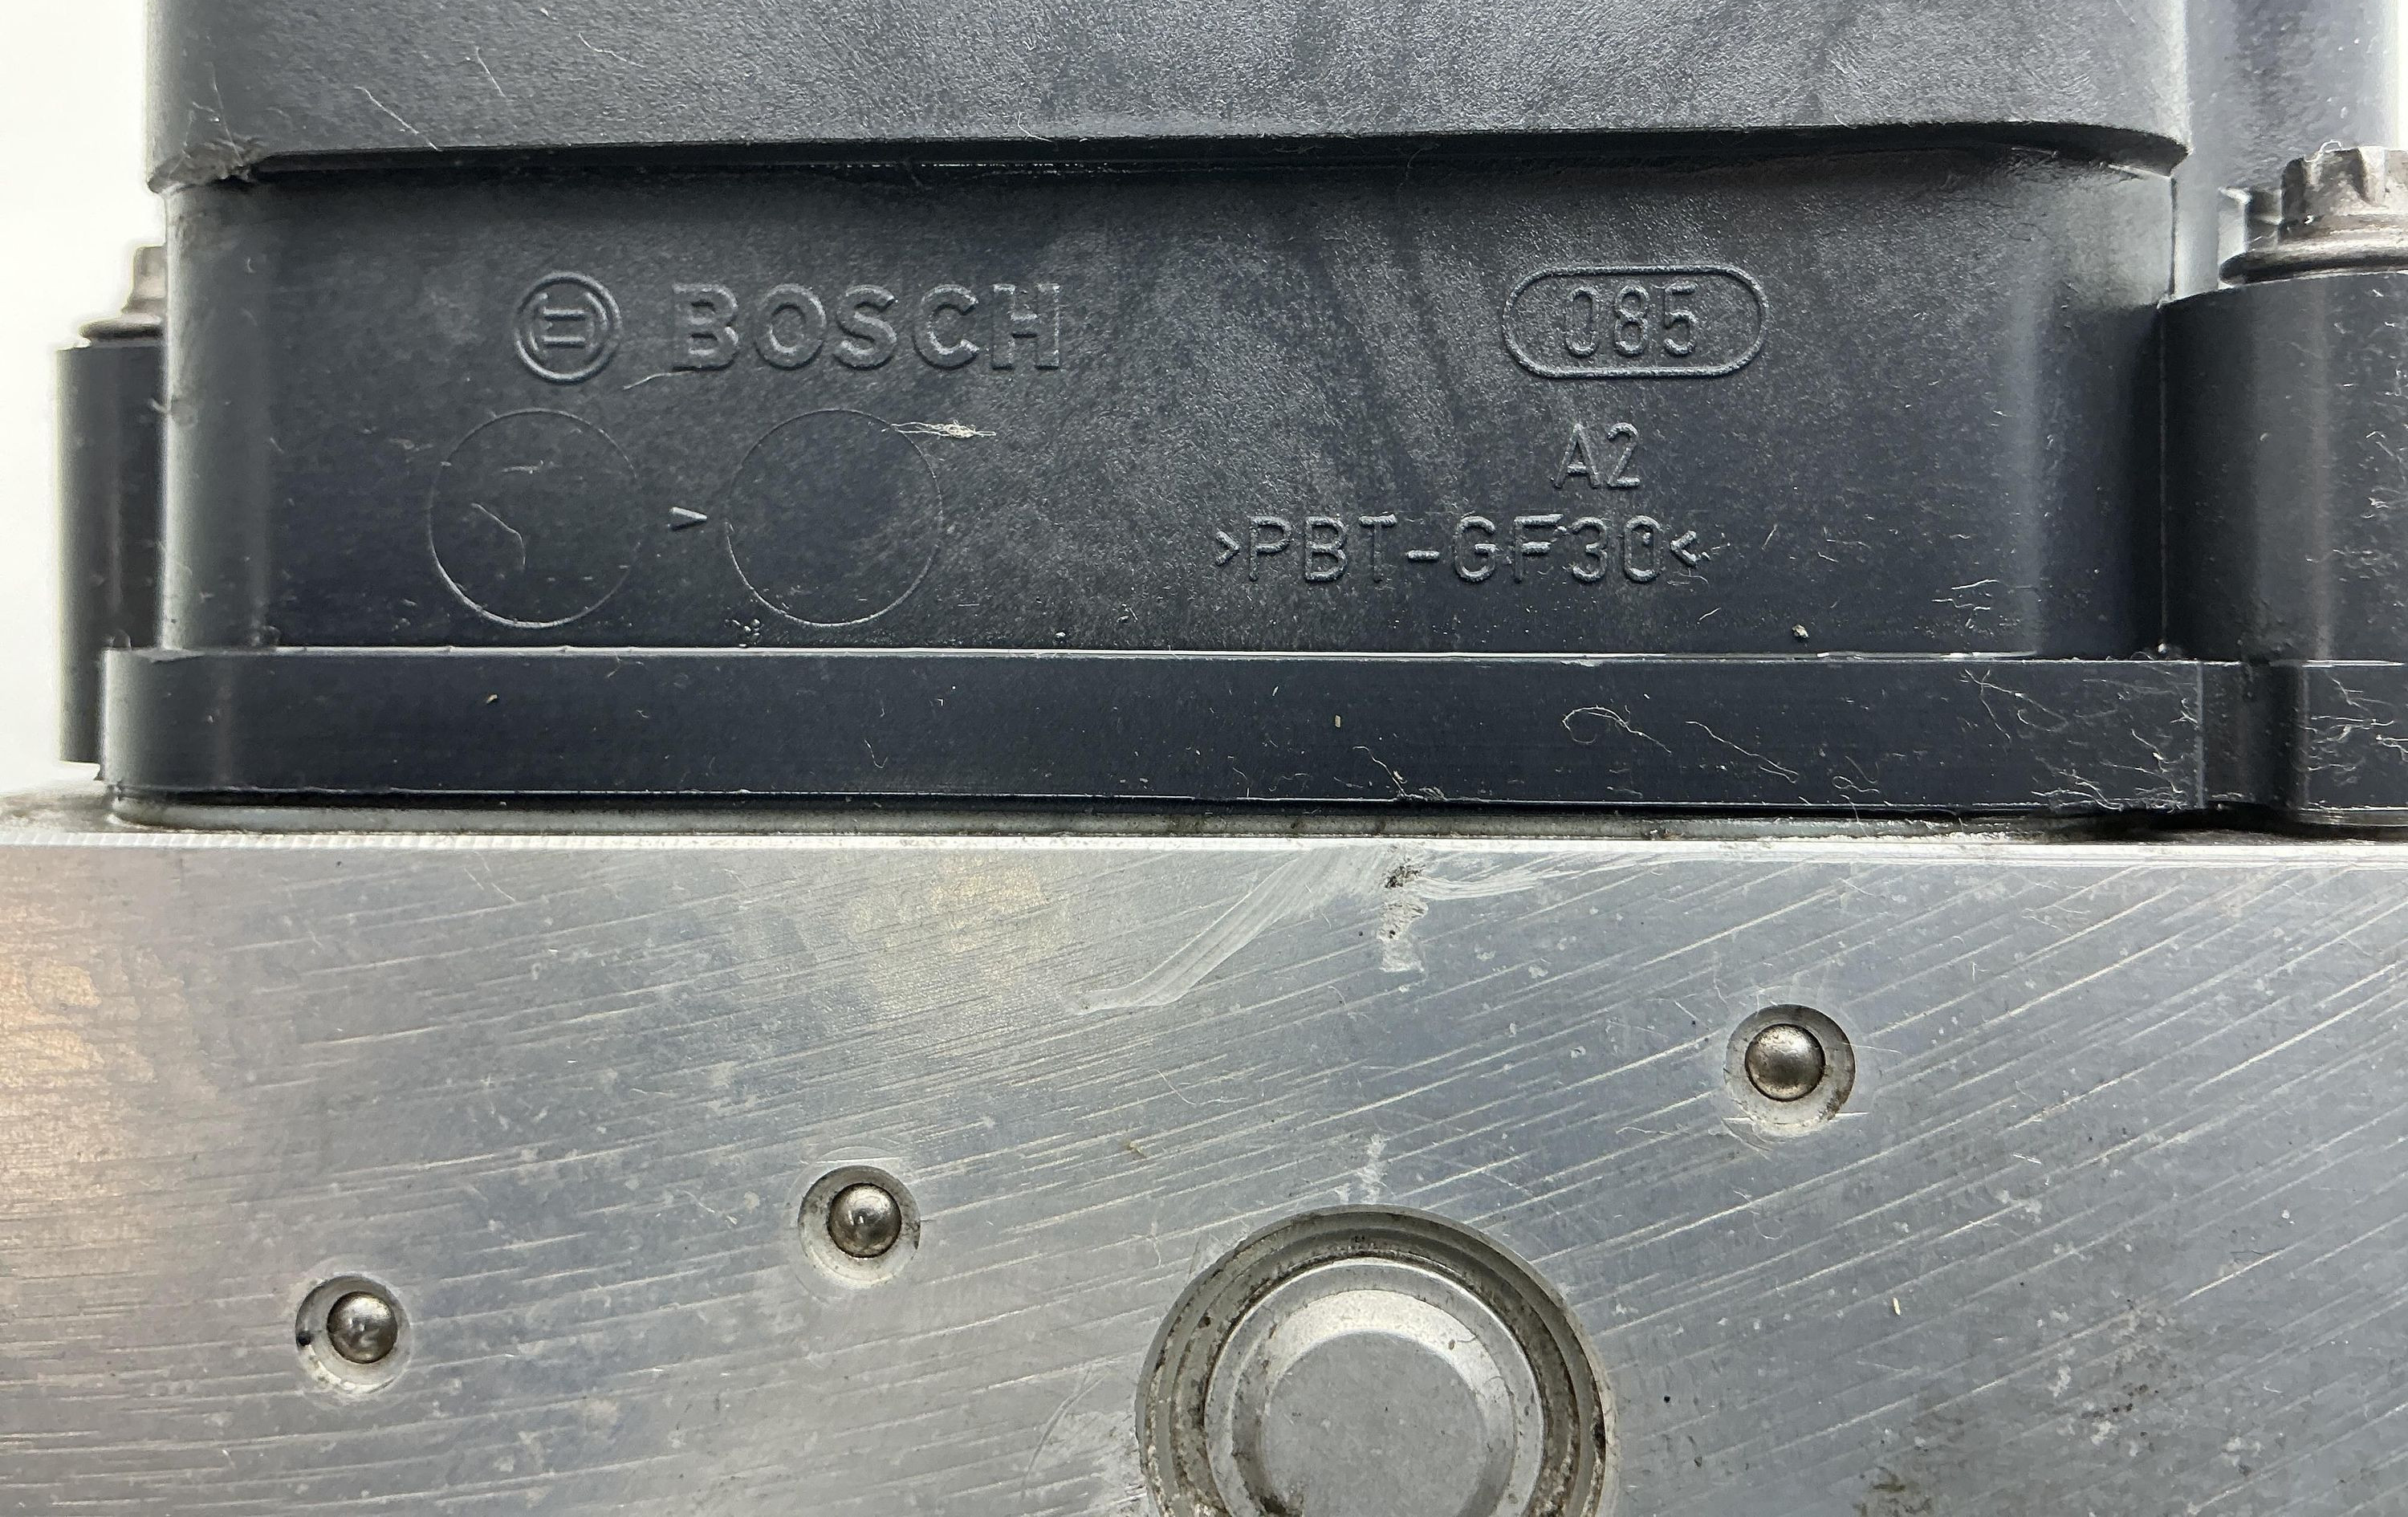 BOSCH
085
A2
>PBT-GF30<